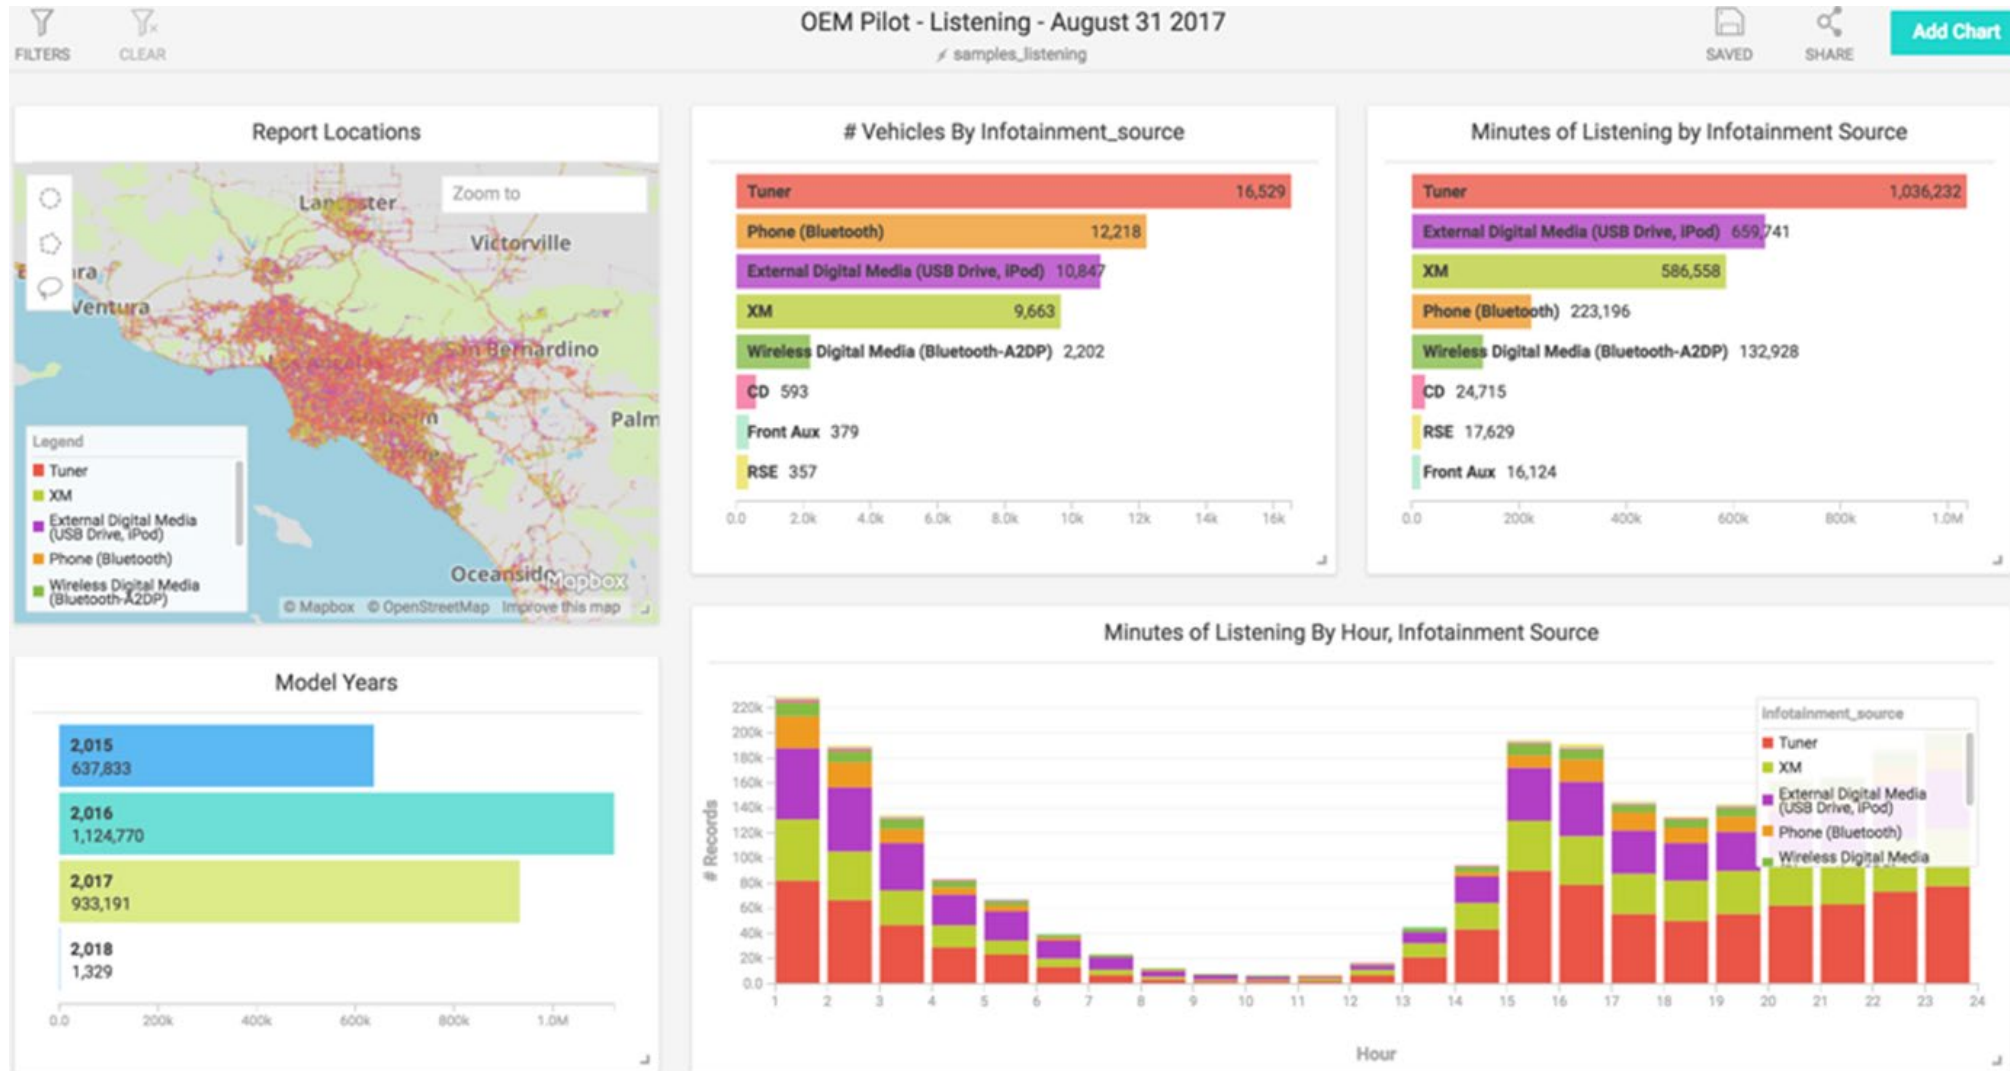 OEM Pilot - Listening - August 31 2017
samples_listening
FILTERS
CLEAR
SAVED
SHARE
Add Chart
Report Locations
Zoom to
Lancaster
Victorville
Ventura
San Bernardino
Palm
Oceanside
Legend
Tuner
XM
External Digital Media
(USB Drive, iPod)
Phone (Bluetooth)
Wireless Digital Media
(Bluetooth-A2DP)
Mapbox
© Mapbox © OpenStreetMap Improve this map
# Vehicles By Infotainment_source
Tuner 16,529
Phone (Bluetooth) 12,218
External Digital Media (USB Drive, iPod) 10,847
XM 9,663
Wireless Digital Media (Bluetooth-A2DP) 2,202
CD 593
Front Aux 379
RSE 357
0.0 2.0k 4.0k 6.0k 8.0k 10k 12k 14k 16k
Minutes of Listening by Infotainment Source
Tuner 1,036,232
External Digital Media (USB Drive, iPod) 659,741
XM 586,558
Phone (Bluetooth) 223,196
Wireless Digital Media (Bluetooth-A2DP) 132,928
CD 24,715
RSE 17,629
Front Aux 16,124
0.0 200k 400k 600k 800k 1.0M
Model Years
2,015
637,833
2,016
1,124,770
2,017
933,191
2,018
1,329
0.0 200k 400k 600k 800k 1.0M
Minutes of Listening By Hour, Infotainment Source
# Records
220k
200k
180k
160k
140k
120k
100k
80k
60k
40k
20k
0.0
1 2 3 4 5 6 7 8 9 10 11 12 13 14 15 16 17 18 19 20 21 22 23 24
Hour
infotainment_source
Tuner
XM
External Digital Media
(USB Drive, iPod)
Phone (Bluetooth)
Wireless Digital Media